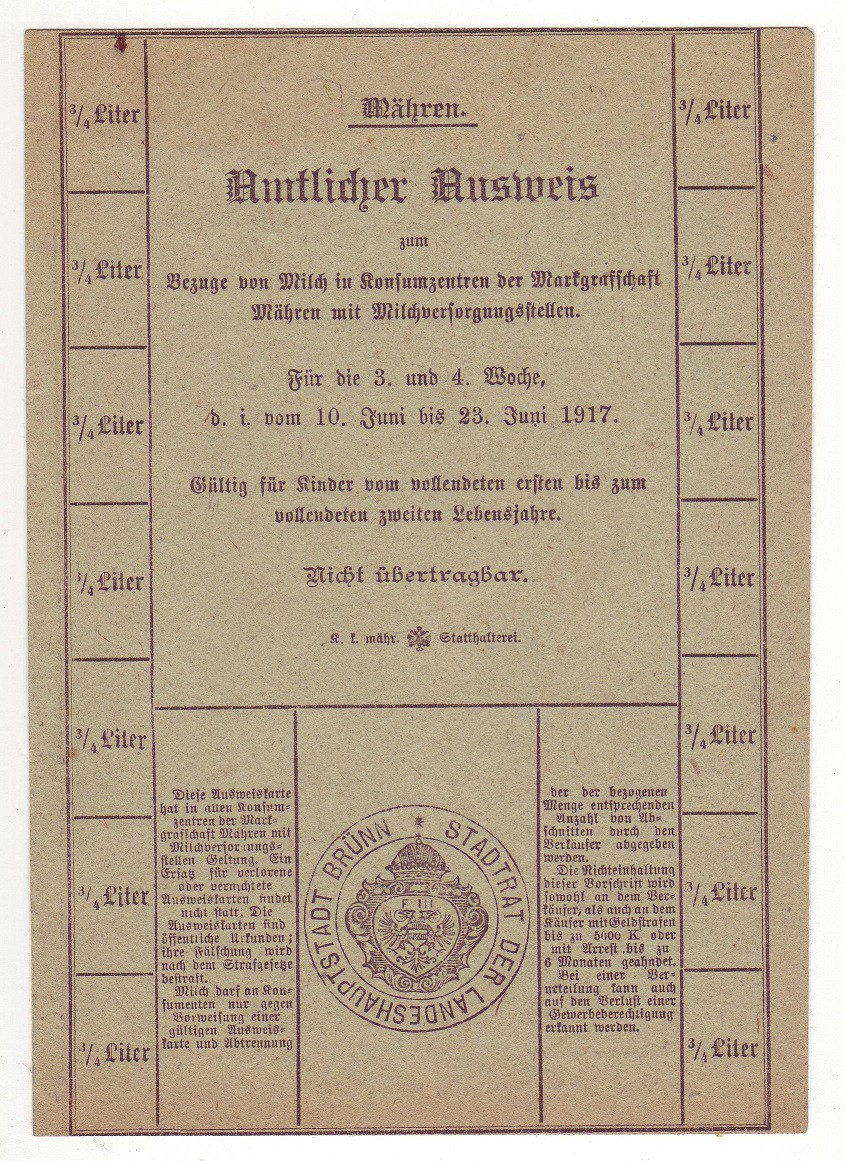 Mähren.
Amtlicher Ausweis
zum
Bezuge von Milch in Konsumzentren der Markgrafschaft
Mähren mit Milchversorgungsstellen.
Für die 3. und 4. Woche,
d. i. vom 10. Juni bis 23. Juni 1917.
Gültig für Kinder vom vollendeten ersten bis zum
vollendeten zweiten Lebensjahre.
Nicht übertragbar.
K. k. mähr. Statthalterei.
3/4 Liter
3/4 Liter
3/4 Liter
3/4 Liter
3/4 Liter
3/4 Liter
3/4 Liter
3/4 Liter
3/4 Liter
3/4 Liter
3/4 Liter
3/4 Liter
3/4 Liter
3/4 Liter
Diese Ausweiskarte
hat in allen Konsum-
zentren der Mark-
grafschaft Mähren mit
Milchversorgungs-
stellen Geltung. Ein
Ersatz für verlorene
oder vernichtete
Ausweiskarten findet
nicht statt. Die
Ausweiskarten sind
öffentliche Urkunden;
ihre Fälschung wird
nach dem Strafgesetze
bestraft.
Milch darf an Kon-
sumenten nur gegen
Vorweisung einer
gültigen Ausweis-
karte und Abtrennung
der der bezogenen
Menge entsprechenden
Anzahl von Ab-
schnitten durch den
Verkäufer abgegeben
werden.
Die Nichteinhaltung
dieser Vorschrift wird
sowohl an dem Ver-
käufer, als auch an dem
Käufer mit Geldstrafen
bis zu 5000 K oder
mit Arrest bis zu
6 Monaten geahndet.
Bei einer Ver-
urteilung kann auch
auf den Verlust einer
Gewerbeberechtigung
erkannt werden.
STADTRAT DER LANDESHAUPTSTADT BRÜNN *
F III